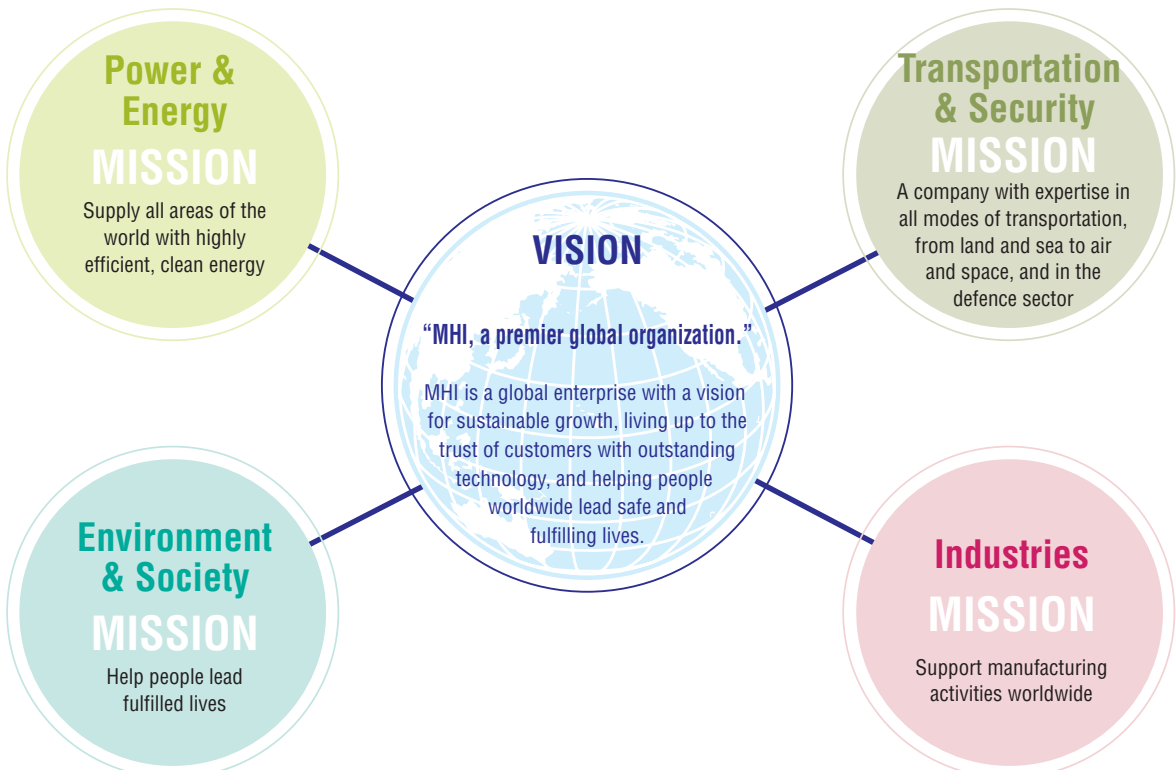 Power &
Energy
MISSION
Supply all areas of the
world with highly
efficient, clean energy
Transportation
& Security
MISSION
A company with expertise in
all modes of transportation,
from land and sea to air
and space, and in the
defence sector
VISION
“MHI, a premier global organization.”
MHI is a global enterprise with a vision
for sustainable growth, living up to the
trust of customers with outstanding
technology, and helping people
worldwide lead safe and
fulfilling lives.
Environment
& Society
MISSION
Help people lead
fulfilled lives
Industries
MISSION
Support manufacturing
activities worldwide